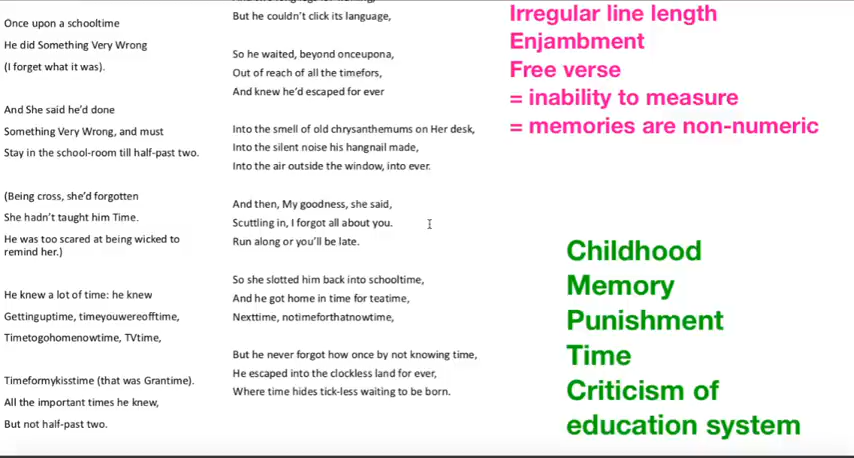 Once upon a schooltime
He did Something Very Wrong
(I forget what it was).
And She said he'd done
Something Very Wrong, and must
Stay in the school-room till half-past two.
(Being cross, she'd forgotten
She hadn't taught him Time.
He was too scared at being wicked to
remind her.)
He knew a lot of time: he knew
Gettinguptime, timeyouwereofftime,
Timetogohomenowtime, TVtime,
Timeformykisstime (that was Grantime).
All the important times he knew,
But not half-past two.
But he couldn't click its language,
So he waited, beyond onceupona,
Out of reach of all the timefors,
And knew he'd escaped for ever
Into the smell of old chrysanthemums on Her desk,
Into the silent noise his hangnail made,
Into the air outside the window, into ever.
And then, My goodness, she said,
Scuttling in, I forgot all about you.
Run along or you'll be late.
So she slotted him back into schooltime,
And he got home in time for teatime,
Nexttime, notimeforthatnowtime,
But he never forgot how once by not knowing time,
He escaped into the clockless land for ever,
Where time hides tick-less waiting to be born.
Irregular line length
Enjambment
Free verse
= inability to measure
= memories are non-numeric
Childhood
Memory
Punishment
Time
Criticism of
education system